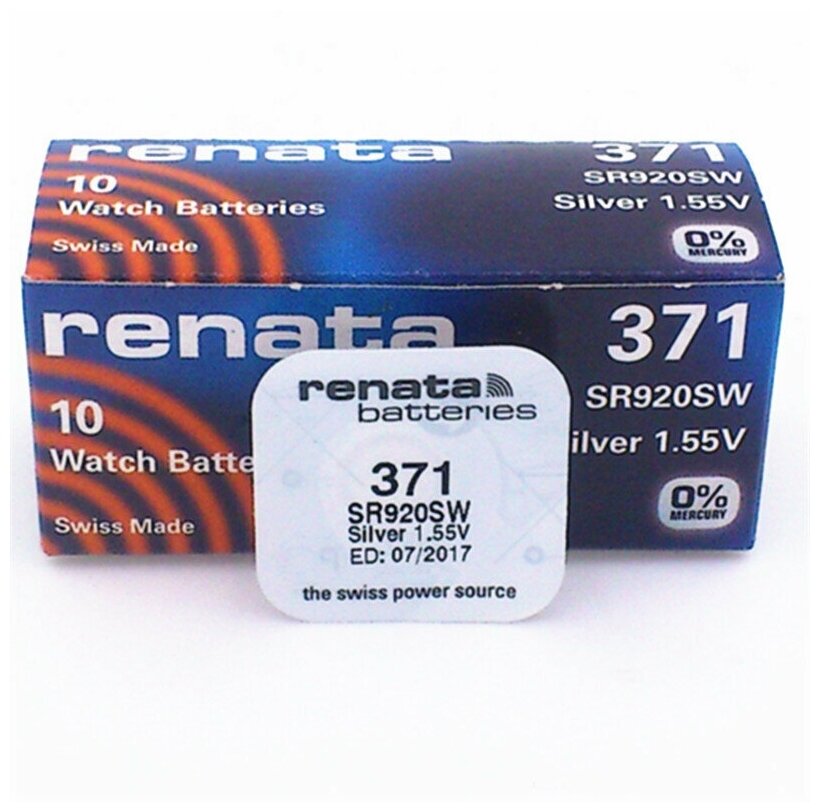 renata 371
10 SR920SW
Watch Batteries Silver 1.55V
Swiss Made 0%
MERCURY
renata 371
10 SR920SW
Watch Batte ilver 1.55V
Swiss Made 0%
MERCURY
renata
batteries
371
SR920SW
Silver 1.55V
ED: 07/2017
the swiss power source